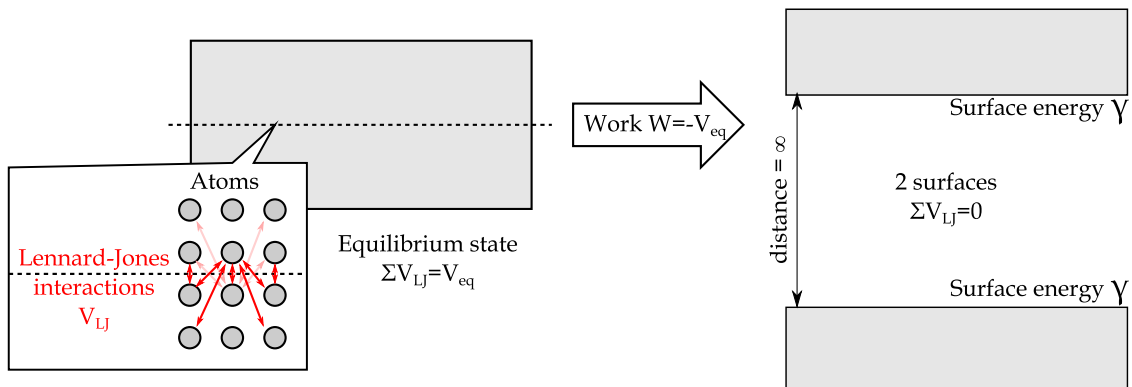 Atoms
Lennard-Jones
interactions
V_LJ
Equilibrium state
ΣV_LJ=V_eq
Work W=-V_eq
Surface energy γ
distance = ∞
2 surfaces
ΣV_LJ=0
Surface energy γ